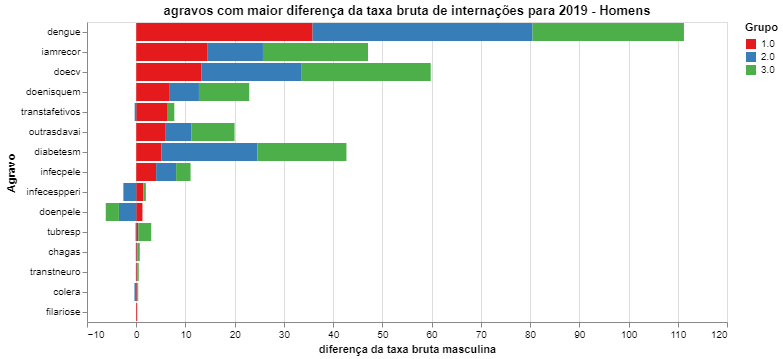 agravos com maior diferença da taxa bruta de internações para 2019 - Homens
Grupo
1.0
2.0
3.0
Agravo
dengue
iamrecor
doecv
doenisquem
transtafetivos
outrasdavai
diabetesm
infecpele
infecespperi
doenpele
tubresp
chagas
transtneuro
colera
filariose
−10 0 10 20 30 40 50 60 70 80 90 100 110 120
diferença da taxa bruta masculina